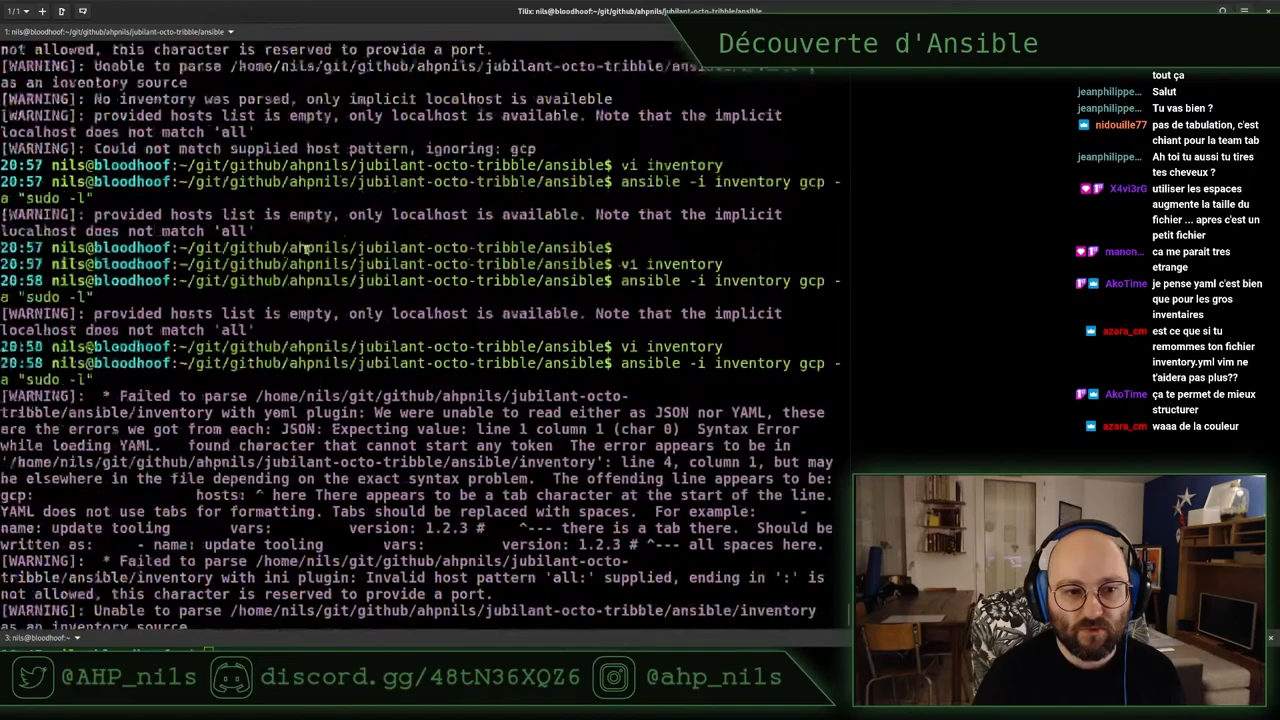 1/1
Tilix: nils@bloodhoof:~/git/github/ahpnils/jubilant-octo-tribble/ansible
1: nils@bloodhoof:~/git/github/ahpnils/jubilant-octo-tribble/ansible
Découverte d'Ansible
not allowed, this character is reserved to provide a port.
[WARNING]: Unable to parse /home/nils/git/github/ahpnils/jubilant-octo-tribble/
as an inventory source
[WARNING]: No inventory was parsed, only implicit localhost is available
[WARNING]: provided hosts list is empty, only localhost is available. Note that the implicit
localhost does not match 'all'
[WARNING]: Could not match supplied host pattern, ignoring: gcp
20:57 nils@bloodhoof:~/git/github/ahpnils/jubilant-octo-tribble/ansible$ vi inventory
20:57 nils@bloodhoof:~/git/github/ahpnils/jubilant-octo-tribble/ansible$ ansible -i inventory gcp -
a "sudo -l"
[WARNING]: provided hosts list is empty, only localhost is available. Note that the implicit
localhost does not match 'all'
20:57 nils@bloodhoof:~/git/github/ahpnils/jubilant-octo-tribble/ansible$
20:57 nils@bloodhoof:~/git/github/ahpnils/jubilant-octo-tribble/ansible$ vi inventory
20:58 nils@bloodhoof:~/git/github/ahpnils/jubilant-octo-tribble/ansible$ ansible -i inventory gcp -
a "sudo -l"
[WARNING]: provided hosts list is empty, only localhost is available. Note that the implicit
localhost does not match 'all'
20:58 nils@bloodhoof:~/git/github/ahpnils/jubilant-octo-tribble/ansible$ vi inventory
20:58 nils@bloodhoof:~/git/github/ahpnils/jubilant-octo-tribble/ansible$ ansible -i inventory gcp -
a "sudo -l"
[WARNING]:  * Failed to parse /home/nils/git/github/ahpnils/jubilant-octo-
tribble/ansible/inventory with yaml plugin: We were unable to read either as JSON nor YAML, these
are the errors we got from each: JSON: Expecting value: line 1 column 1 (char 0)  Syntax Error
while loading YAML.   found character that cannot start any token  The error appears to be in
'/home/nils/git/github/ahpnils/jubilant-octo-tribble/ansible/inventory': line 4, column 1, but may
be elsewhere in the file depending on the exact syntax problem.  The offending line appears to be:
gcp:                    hosts: ^ here There appears to be a tab character at the start of the line.
YAML does not use tabs for formatting. Tabs should be replaced with spaces.  For example:     -
name: update tooling      vars:          version: 1.2.3 #    ^--- there is a tab there.  Should be
written as:     - name: update tooling      vars:        version: 1.2.3 # ^--- all spaces here.
[WARNING]:  * Failed to parse /home/nils/git/github/ahpnils/jubilant-octo-
tribble/ansible/inventory with ini plugin: Invalid host pattern 'all:' supplied, ending in ':' is
not allowed, this character is reserved to provide a port.
[WARNING]: Unable to parse /home/nils/git/github/ahpnils/jubilant-octo-tribble/ansible/inventory
as an inventory source
3: nils@bloodhoof:~
tout ça
jeanphilippe... Salut
jeanphilippe... Tu vas bien ?
nidouille77 pas de tabulation, c'est
chiant pour la team tab
jeanphilippe... Ah toi tu aussi tu tires
tes cheveux ?
X4vi3rG utiliser les espaces
augmente la taille du
fichier ... apres c'est un
petit fichier
manon... ca me parait tres
etrange
AkoTime je pense yaml c'est bien
que pour les gros
inventaires
azara_cm est ce que si tu
remommes ton fichier
inventory.yml vim ne
t'aidera pas plus??
AkoTime ça te permet de mieux
structurer
azara_cm waaa de la couleur
@AHP_nils discord.gg/48tN36XQZ6 @ahp_nils